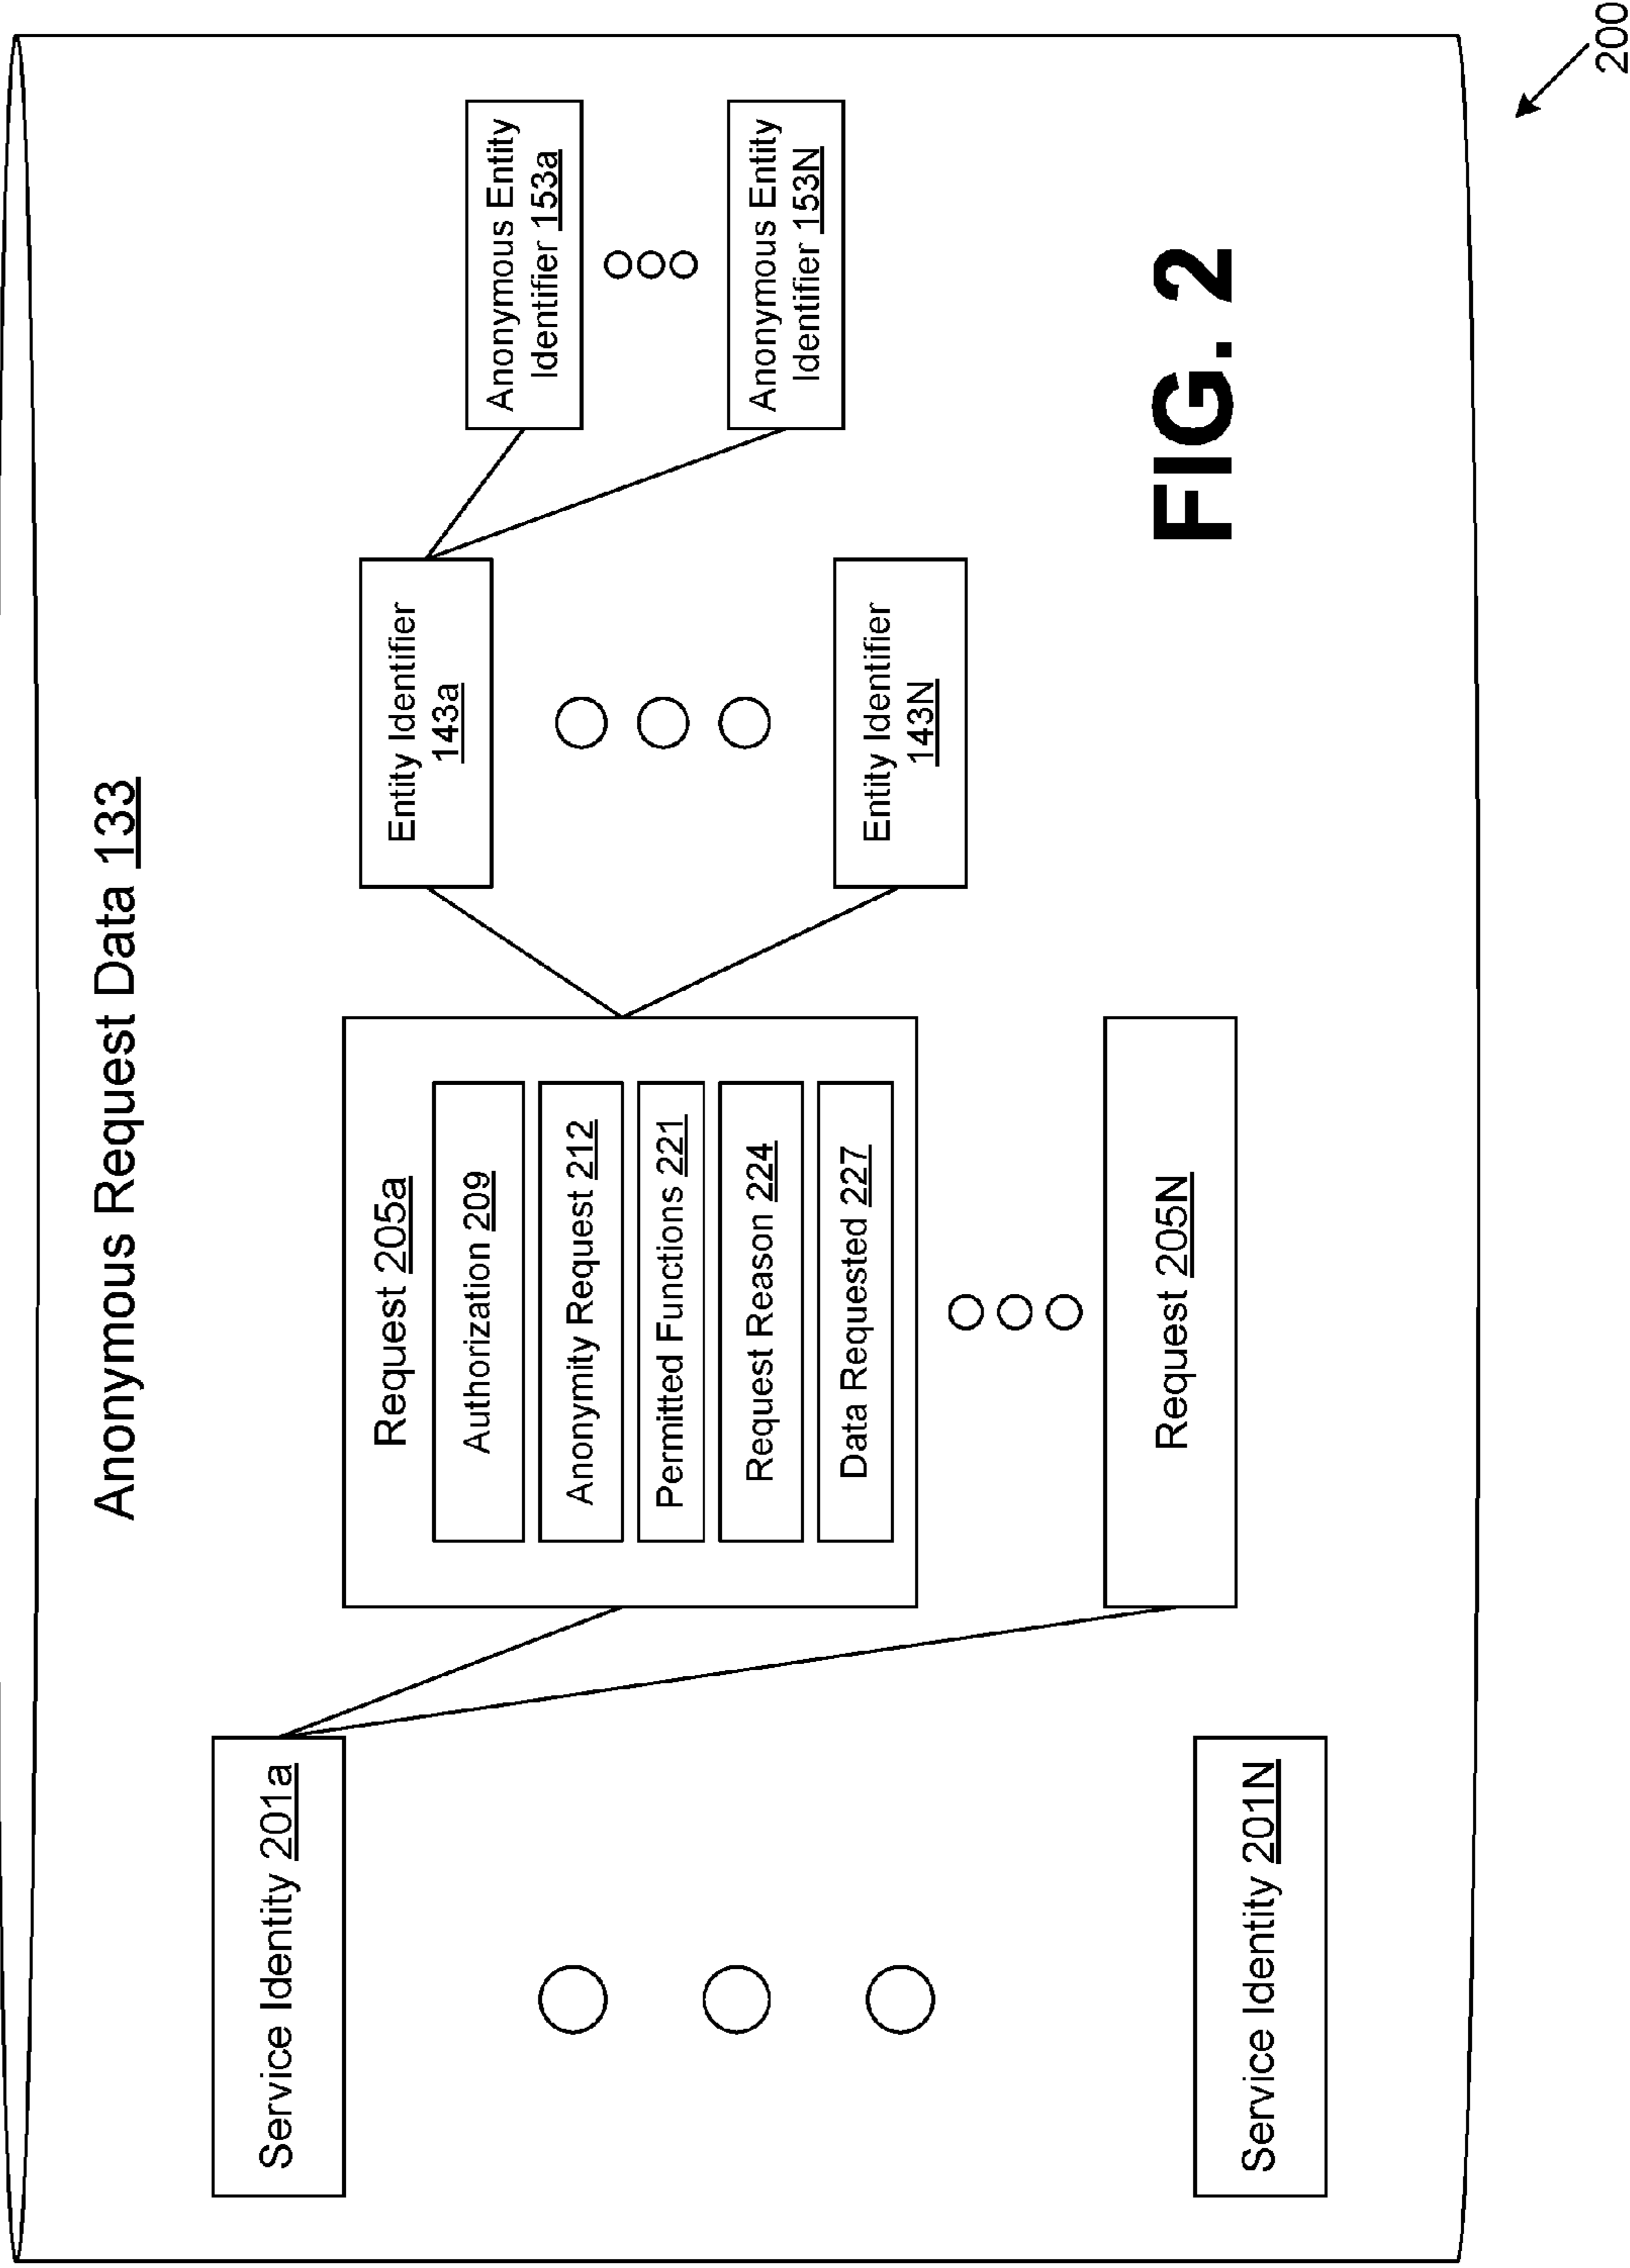 Anonymous Request Data 133
Service Identity 201a
Service Identity 201N
Request 205a
Authorization 209
Anonymity Request 212
Permitted Functions 221
Request Reason 224
Data Requested 227
Request 205N
Entity Identifier
143a
Entity Identifier
143N
Anonymous Entity
Identifier 153a
Anonymous Entity
Identifier 153N
FIG. 2
200